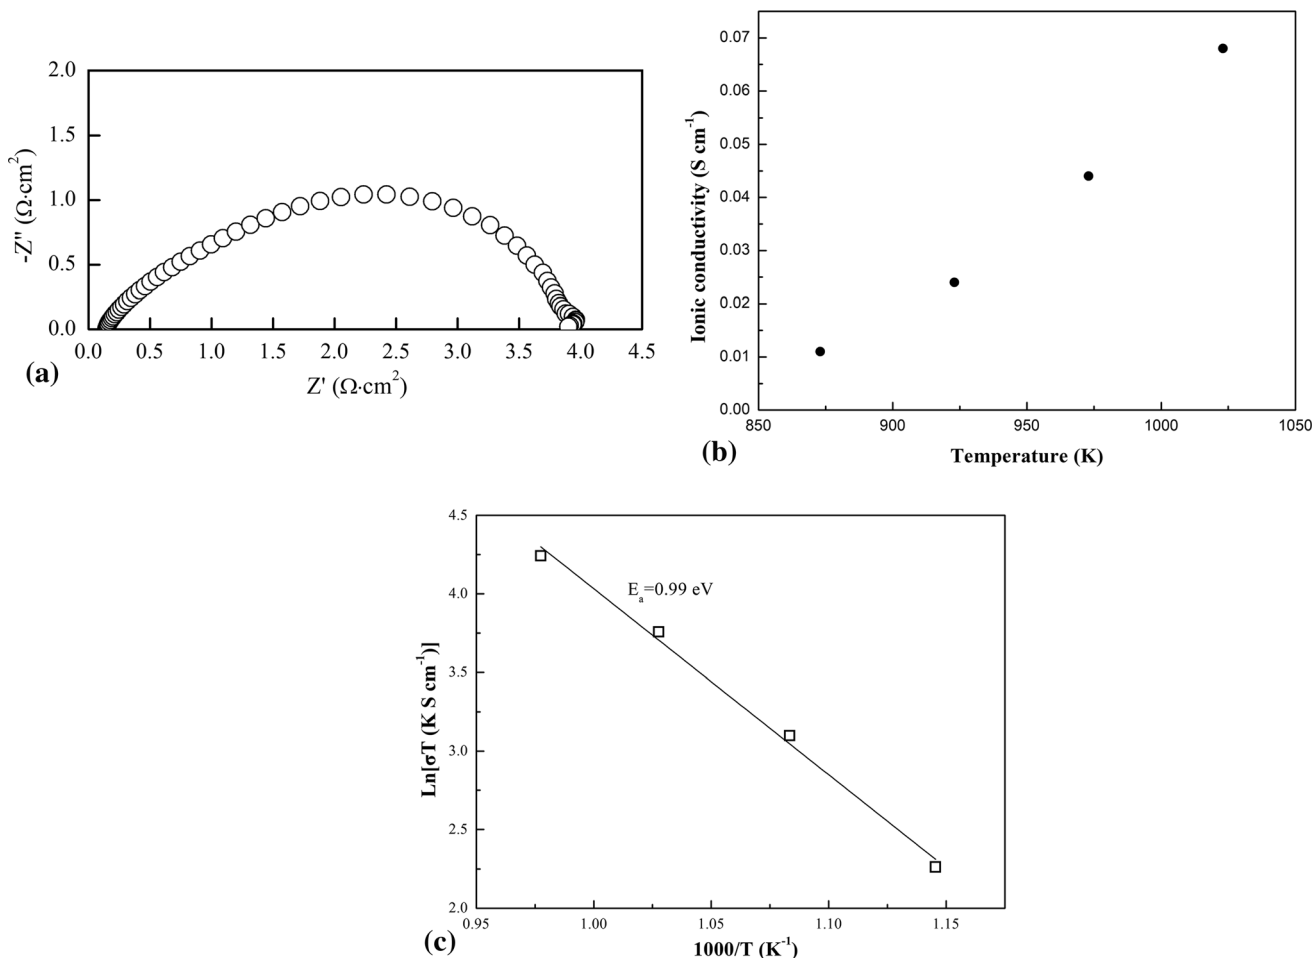 2.0
1.5
1.0
0.5
0.0
-Z'' (Ω·cm²)
0.0 0.5 1.0 1.5 2.0 2.5 3.0 3.5 4.0 4.5
Z' (Ω·cm²)
(a)
0.07
0.06
0.05
0.04
0.03
0.02
0.01
0.00
Ionic conductivity (S cm⁻¹)
850 900 950 1000 1050
Temperature (K)
(b)
4.5
4.0
3.5
3.0
2.5
2.0
Ln[σT (K S cm⁻¹)]
Eₐ=0.99 eV
0.95 1.00 1.05 1.10 1.15
1000/T (K⁻¹)
(c)